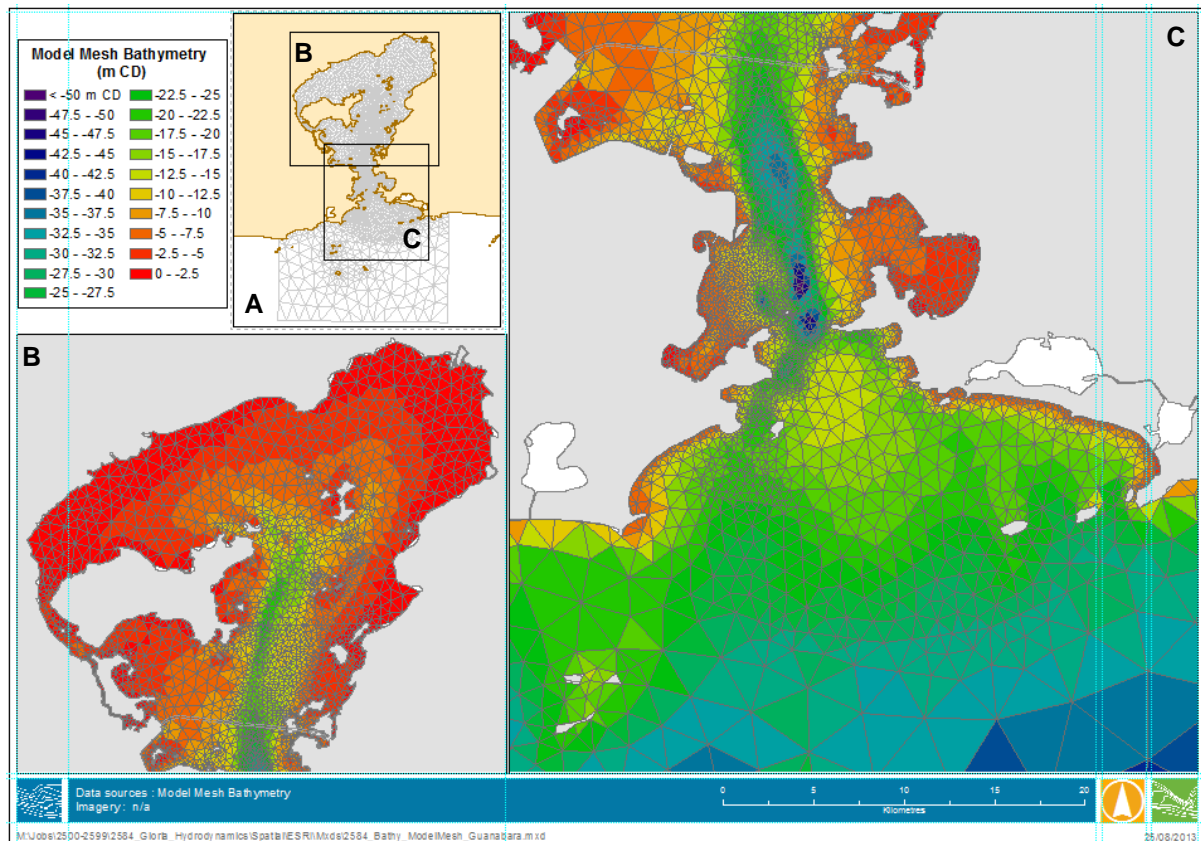 Model Mesh Bathymetry
(m CD)
< -50 m CD
-47.5 - -50
-45 - -47.5
-42.5 - -45
-40 - -42.5
-37.5 - -40
-35 - -37.5
-32.5 - -35
-30 - -32.5
-27.5 - -30
-25 - -27.5
-22.5 - -25
-20 - -22.5
-17.5 - -20
-15 - -17.5
-12.5 - -15
-10 - -12.5
-7.5 - -10
-5 - -7.5
-2.5 - -5
0 - -2.5
B
C
A
C
B
Data sources : Model Mesh Bathymetry
Imagery: n/a
0 5 10 15 20
Kilometres
M:\Jobs\2500-2599\2584_Gloria_Hydrodynamics\Spatial\ESRI\Mxds\2584_Bathy_ModelMesh_Guanabara.mxd
25/08/2013